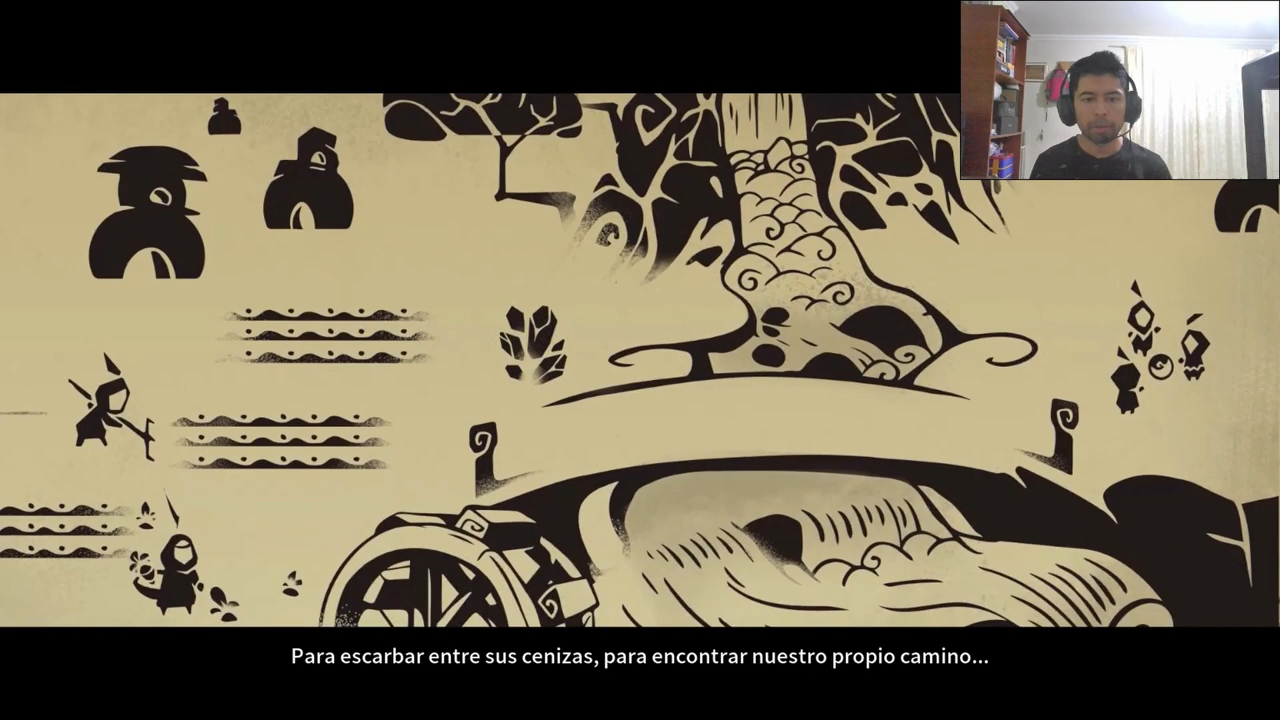 Para escarbar entre sus cenizas, para encontrar nuestro propio camino...